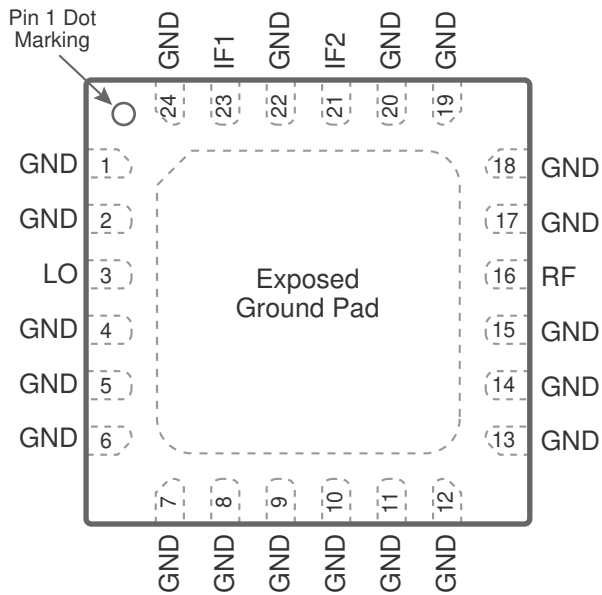 Pin 1 Dot
Marking
GND IF1 GND IF2 GND GND
24 23 22 21 20 19
GND 1
GND 2
LO 3
GND 4
GND 5
GND 6
Exposed
Ground Pad
18 GND
17 GND
16 RF
15 GND
14 GND
13 GND
7 8 9 10 11 12
GND GND GND GND GND GND